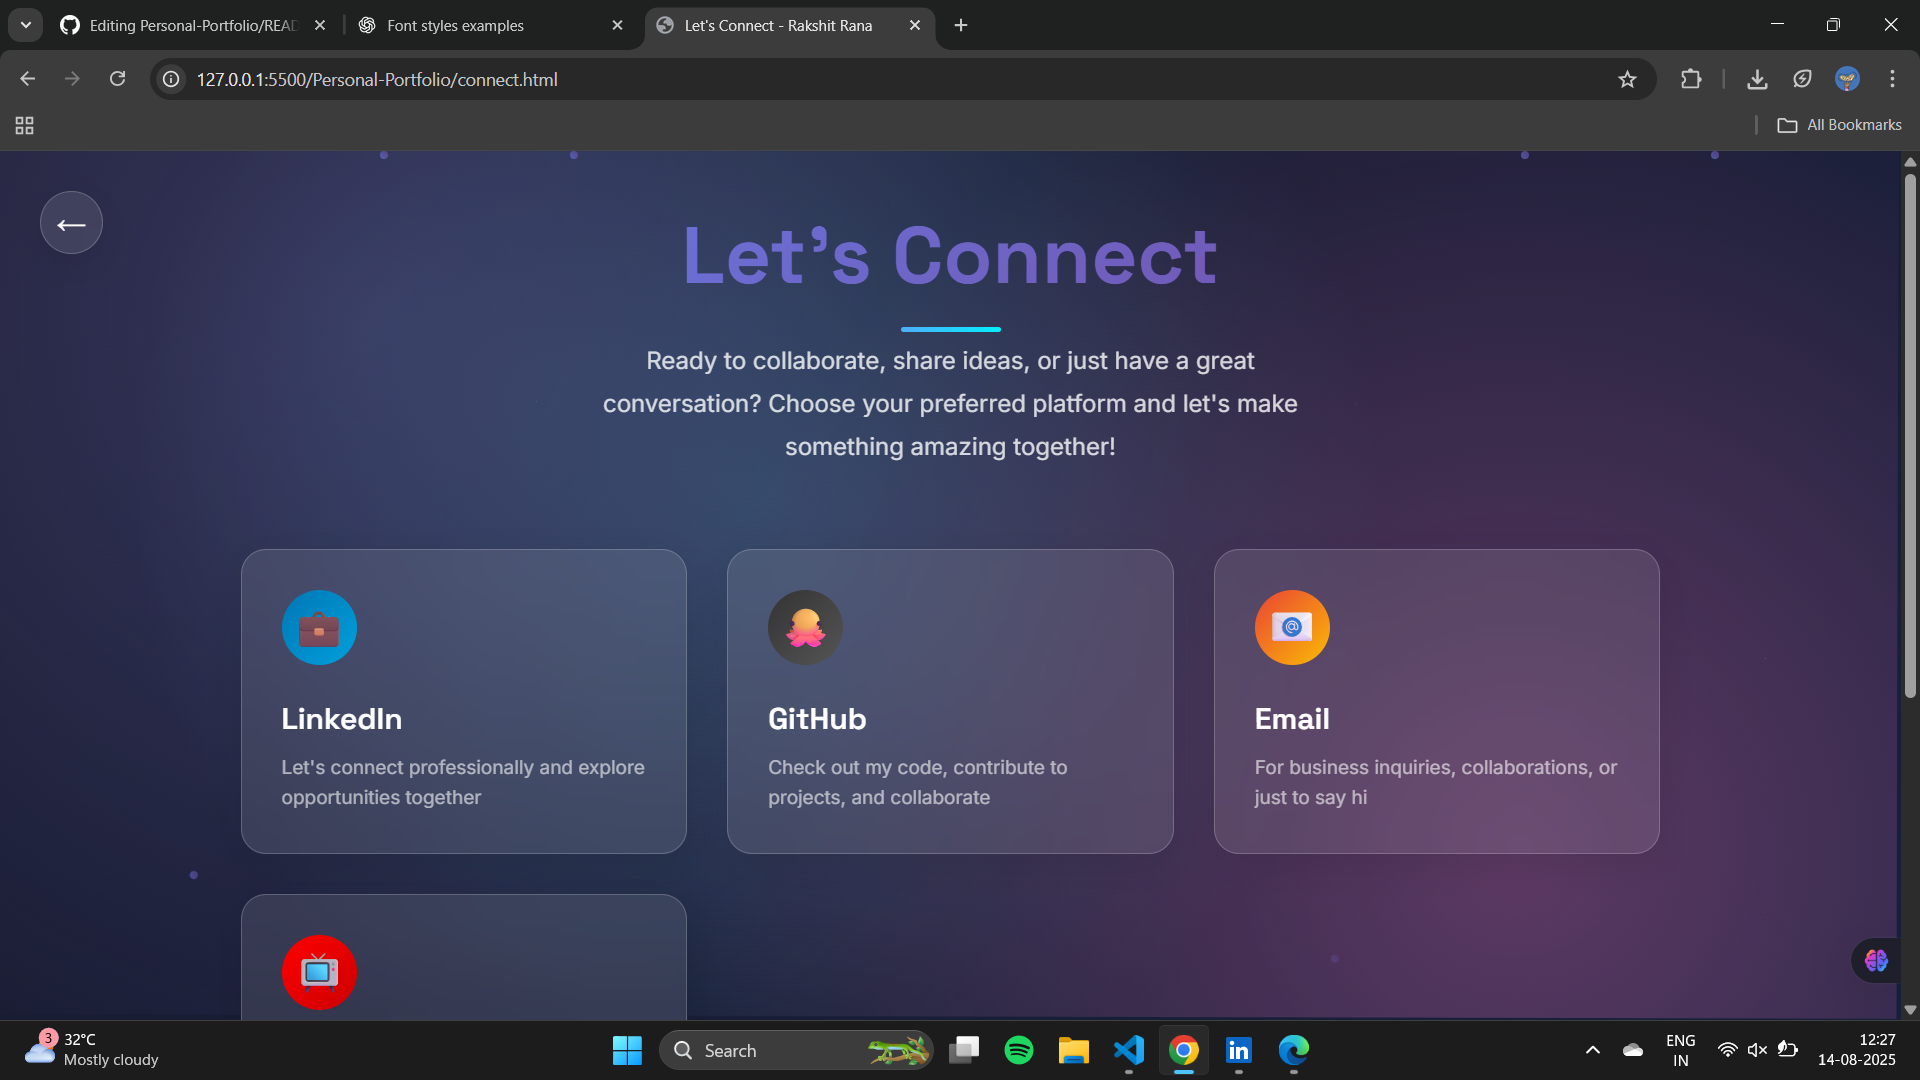 Editing Personal-Portfolio/READ
Font styles examples
Let's Connect - Rakshit Rana
127.0.0.1:5500/Personal-Portfolio/connect.html
All Bookmarks
Let's Connect
Ready to collaborate, share ideas, or just have a great
conversation? Choose your preferred platform and let's make
something amazing together!
LinkedIn
Let's connect professionally and explore
opportunities together
GitHub
Check out my code, contribute to
projects, and collaborate
@
Email
For business inquiries, collaborations, or
just to say hi
3
32°C
Mostly cloudy
Search
in
ENG
IN
12:27
14-08-2025